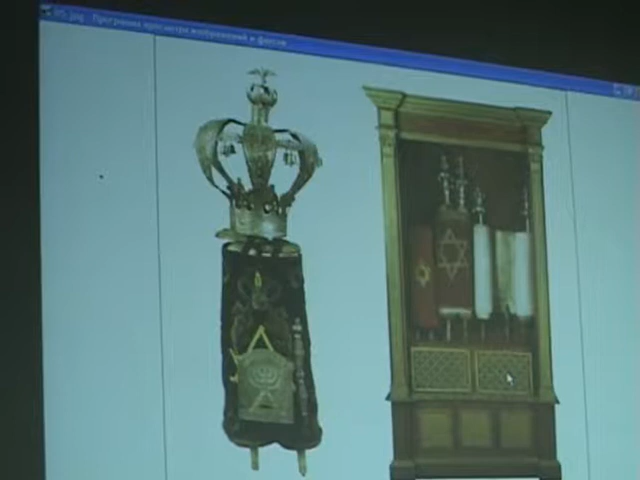 05.jpg - Программа просмотра изображений и факсов